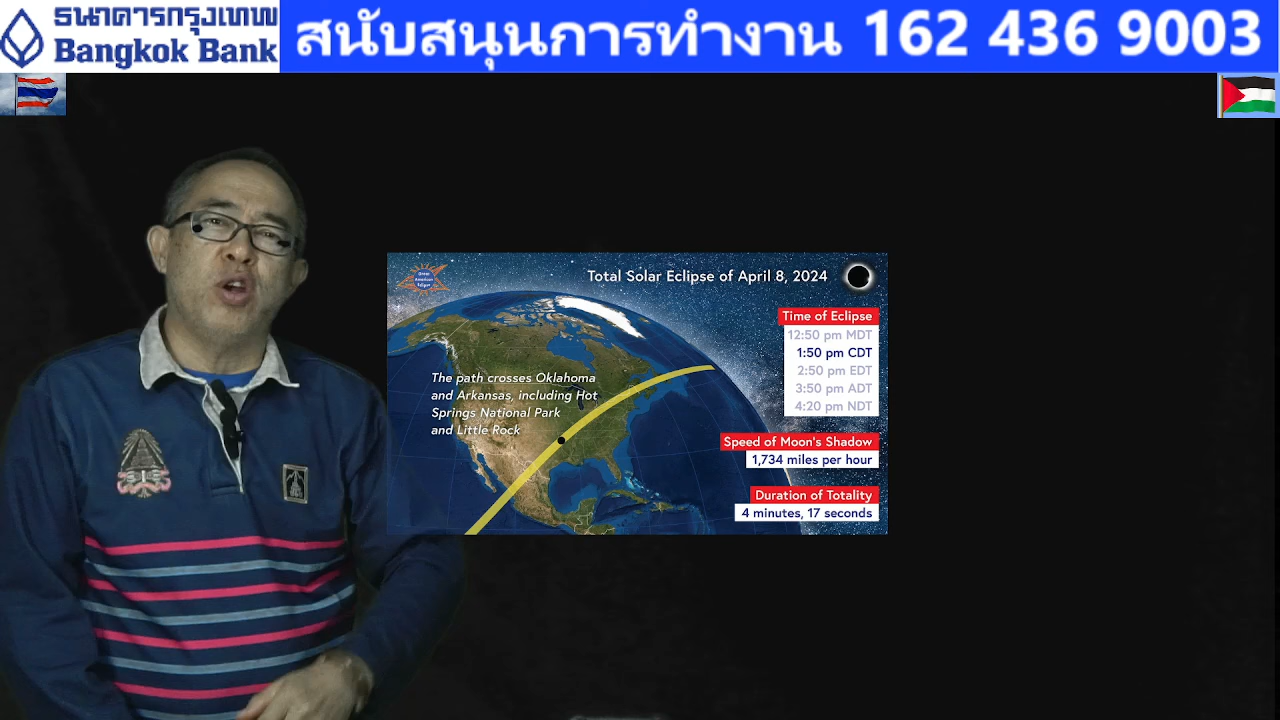 ธนาคารกรุงเทพ
Bangkok Bank
สนับสนุนการทำงาน 162 436 9003
Great
American
Eclipse
Total Solar Eclipse of April 8, 2024
Time of Eclipse
12:50 pm MDT
1:50 pm CDT
2:50 pm EDT
3:50 pm ADT
4:20 pm NDT
The path crosses Oklahoma
and Arkansas, including Hot
Springs National Park
and Little Rock
Speed of Moon's Shadow
1,734 miles per hour
Duration of Totality
4 minutes, 17 seconds